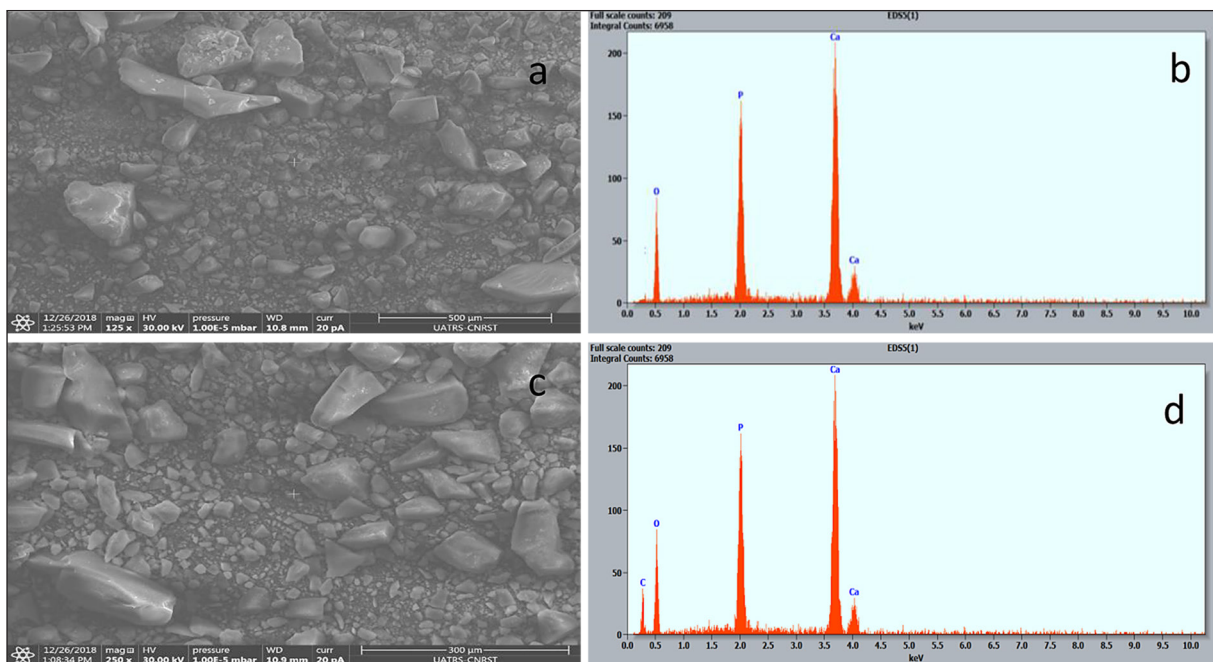 a
12/26/2018 mag HV pressure WD curr 500 µm
1:25:53 PM 125 x 30.00 kV 1.00E-5 mbar 10.8 mm 20 pA UATRS-CNRST
Full scale counts: 209 EDS5(1)
Integral Counts: 6958
b
Ca
200
P
150
O
100
50
Ca
0
0.0 0.5 1.0 1.5 2.0 2.5 3.0 3.5 4.0 4.5 5.0 5.5 6.0 6.5 7.0 7.5 8.0 8.5 9.0 9.5 10.0
keV
c
12/26/2018 mag HV pressure WD curr 300 µm
1:08:34 PM 250 x 30.00 kV 1.00E-5 mbar 10.9 mm 20 pA UATRS-CNRST
Full scale counts: 209 EDS5(1)
Integral Counts: 6958
d
Ca
200
P
150
O
100
50
C
Ca
0
0.0 0.5 1.0 1.5 2.0 2.5 3.0 3.5 4.0 4.5 5.0 5.5 6.0 6.5 7.0 7.5 8.0 8.5 9.0 9.5 10.0
keV